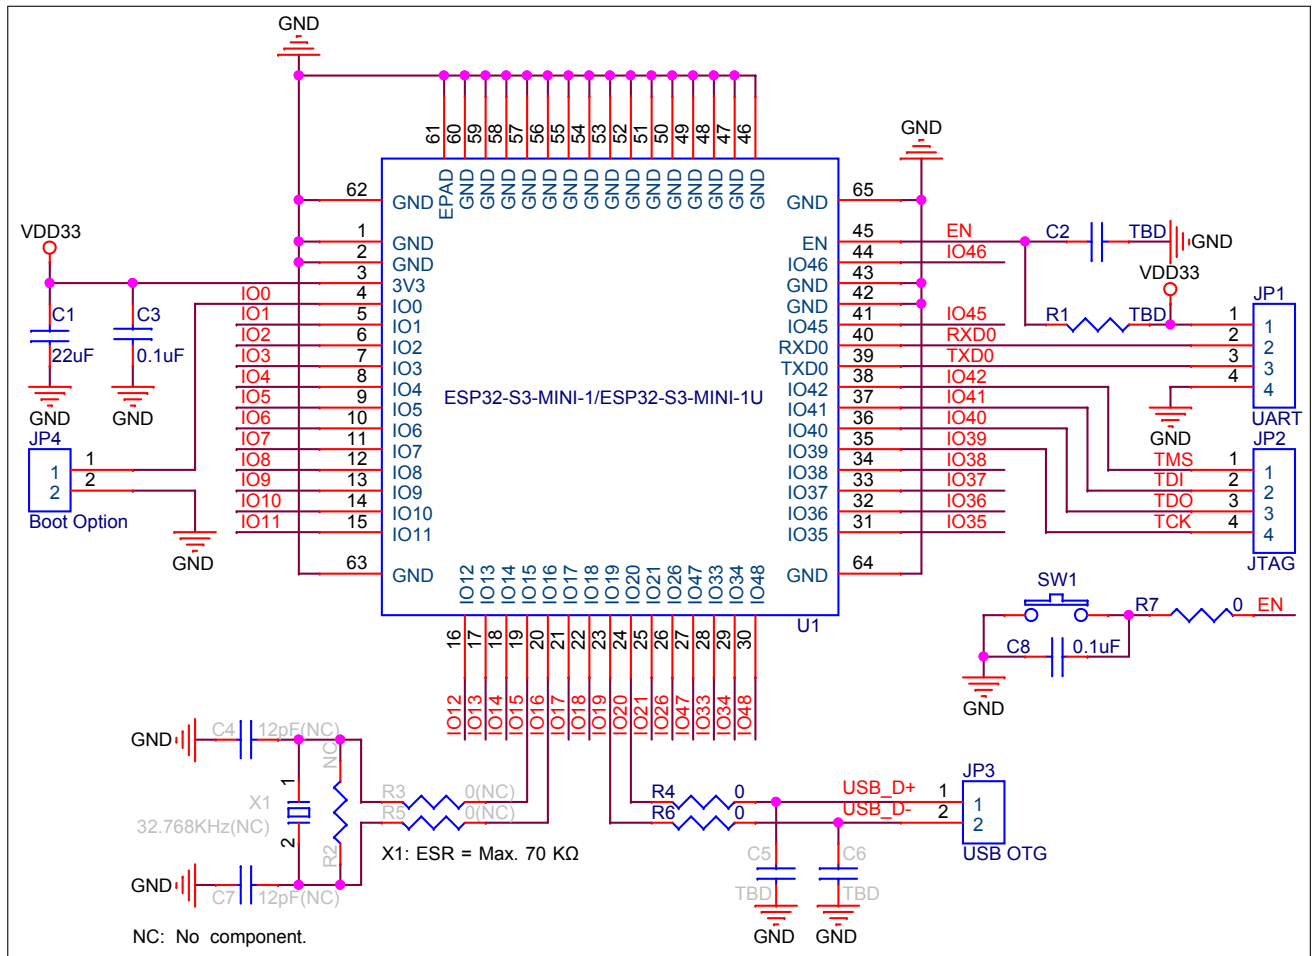 GND
61 60 59 58 57 56 55 54 53 52 51 50 49 48 47 46
EPAD GND GND GND GND GND GND GND GND GND GND GND GND GND GND GND
GND
62 GND
GND 65
VDD33
1 GND
EN 45 EN
C2 TBD
GND
2 GND
IO46 44 IO46
3 3V3
GND 43
VDD33
IO0 4 IO0
GND 42
JP1
C1
22uF
C3
0.1uF
GND
GND
IO1 5 IO1
IO45 41 IO45
R1 TBD
1 1
IO2 6 IO2
RXD0 40 RXD0
2 2
IO3 7 IO3
TXD0 39 TXD0
3 3
IO4 8 IO4
IO42 38 IO42
4 4
GND
UART
ESP32-S3-MINI-1/ESP32-S3-MINI-1U
IO5 9 IO5
IO41 37 IO41
IO6 10 IO6
IO40 36 IO40
JP4
1 1
2 2
Boot Option
GND
IO7 11 IO7
IO39 35 IO39
JP2
IO8 12 IO8
IO38 34 IO38
TMS 1 1
IO9 13 IO9
IO37 33 IO37
TDI 2 2
IO10 14 IO10
IO36 32 IO36
TDO 3 3
IO11 15 IO11
IO35 31 IO35
TCK 4 4
JTAG
63 GND
GND 64
IO12 IO13 IO14 IO15 IO16 IO17 IO18 IO19 IO20 IO21 IO26 IO47 IO33 IO34 IO48
U1
16 17 18 19 20 21 22 23 24 25 26 27 28 29 30
IO12 IO13 IO14 IO15 IO16 IO17 IO18 IO19 IO20 IO21 IO26 IO47 IO33 IO34 IO48
SW1
R7 0 EN
C8 0.1uF
GND
GND C4 12pF(NC)
NC
R2
1
X1
32.768KHz(NC)
2
R3 0(NC)
R5 0(NC)
X1: ESR = Max. 70 KΩ
GND C7 12pF(NC)
NC: No component.
R4 0 USB_D+ 1 1
R6 0 USB_D- 2 2
JP3
USB OTG
C5
TBD
C6
TBD
GND
GND